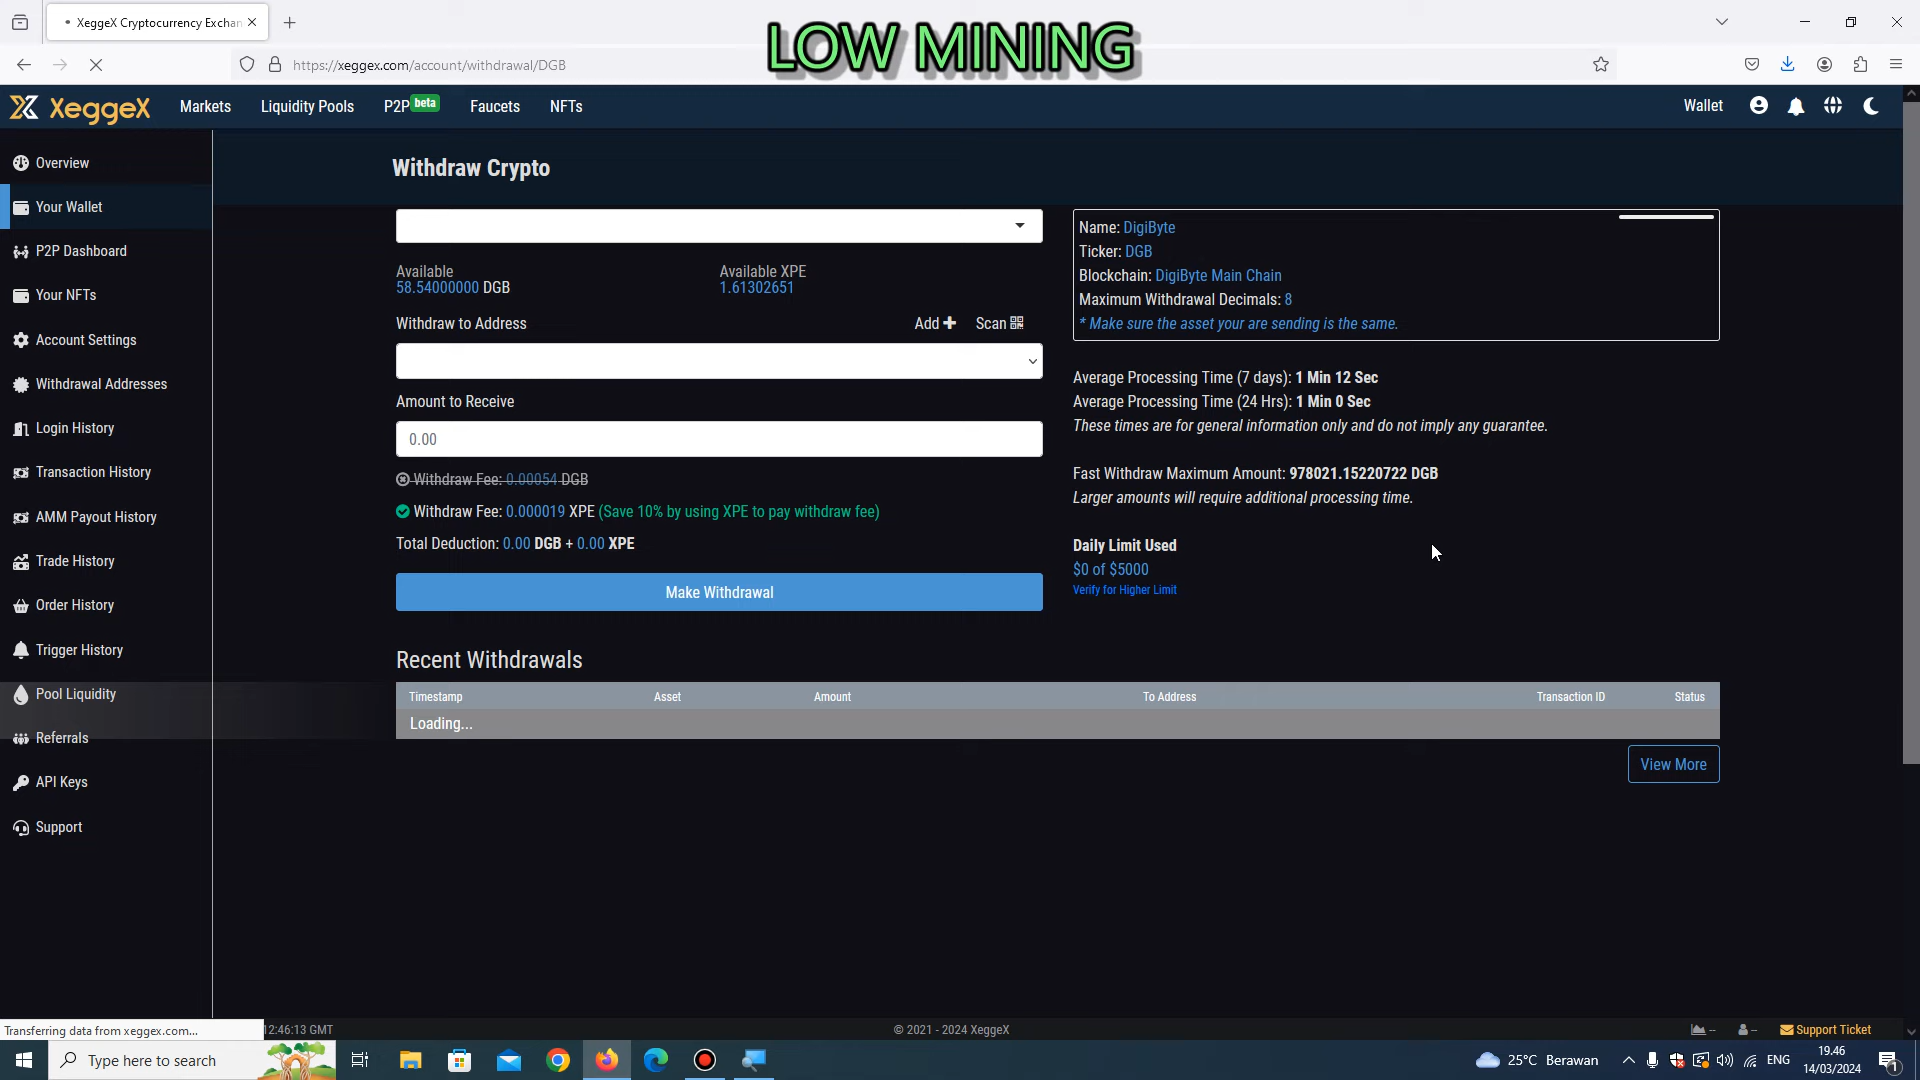 XeggeX Cryptocurrency Exchan
LOW MINING
https://xeggex.com/account/withdrawal/DGB
XeggeX
Markets
Liquidity Pools
P2P beta
Faucets
NFTs
Wallet
Overview
Your Wallet
P2P Dashboard
Your NFTs
Account Settings
Withdrawal Addresses
Login History
Transaction History
AMM Payout History
Trade History
Order History
Trigger History
Pool Liquidity
Referrals
API Keys
Support
Withdraw Crypto
Available
58.54000000 DGB
Available XPE
1.61302651
Withdraw to Address
Add
Scan
Amount to Receive
0.00
Withdraw Fee: 0.00054 DGB
Withdraw Fee: 0.000019 XPE (Save 10% by using XPE to pay withdraw fee)
Total Deduction: 0.00 DGB + 0.00 XPE
Make Withdrawal
Name: DigiByte
Ticker: DGB
Blockchain: DigiByte Main Chain
Maximum Withdrawal Decimals: 8
* Make sure the asset your are sending is the same.
Average Processing Time (7 days): 1 Min 12 Sec
Average Processing Time (24 Hrs): 1 Min 0 Sec
These times are for general information only and do not imply any guarantee.
Fast Withdraw Maximum Amount: 978021.15220722 DGB
Larger amounts will require additional processing time.
Daily Limit Used
$0 of $5000
Verify for Higher Limit
Recent Withdrawals
Timestamp Asset Amount To Address Transaction ID Status
Loading...
View More
Transferring data from xeggex.com...
12:46:13 GMT
© 2021 - 2024 XeggeX
--
--
Support Ticket
Type here to search
25°C Berawan
ENG
19.46
14/03/2024
1